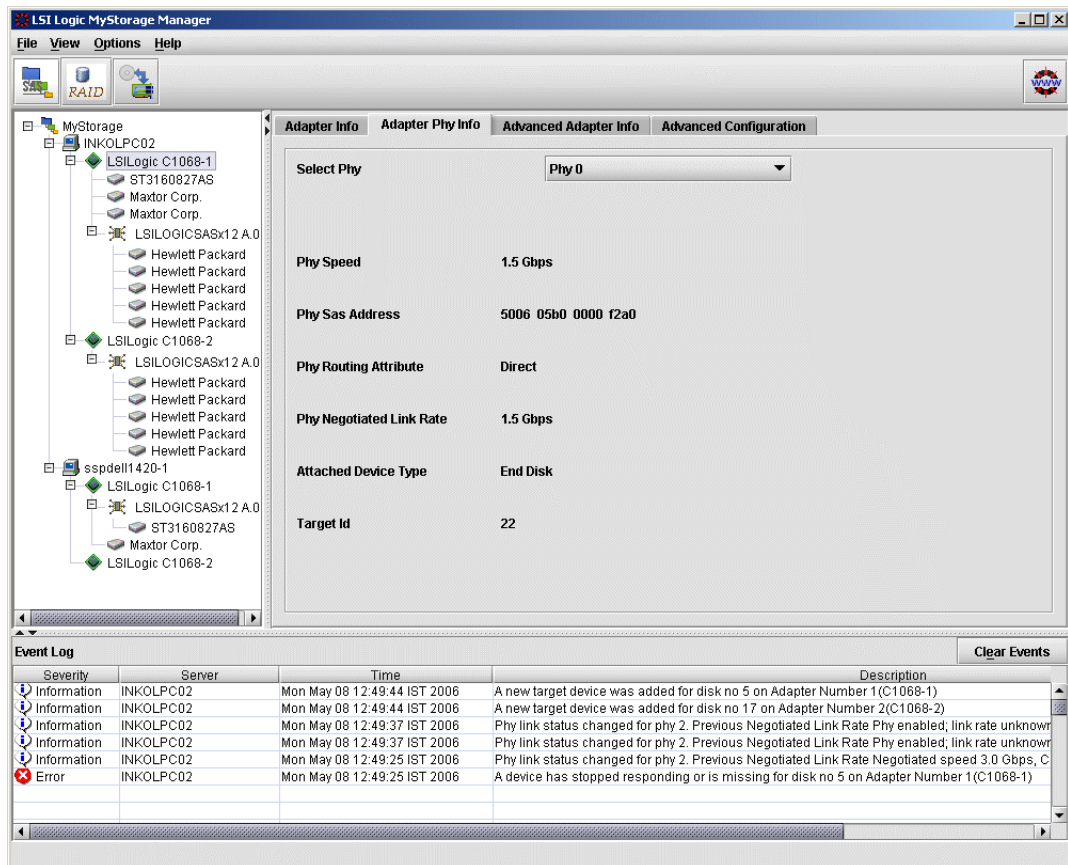 LSI Logic MyStorage Manager
File View Options Help
SAS RAID www
MyStorage
INKOLPC02
LSILogic C1068-1
ST3160827AS
Maxtor Corp.
Maxtor Corp.
LSILOGICSASx12 A.0
Hewlett Packard
Hewlett Packard
Hewlett Packard
Hewlett Packard
Hewlett Packard
LSILogic C1068-2
LSILOGICSASx12 A.0
Hewlett Packard
Hewlett Packard
Hewlett Packard
Hewlett Packard
Hewlett Packard
sspdell1420-1
LSILogic C1068-1
LSILOGICSASx12 A.0
ST3160827AS
Maxtor Corp.
LSILogic C1068-2
Adapter Info Adapter Phy Info Advanced Adapter Info Advanced Configuration
Select Phy Phy 0
Phy Speed 1.5 Gbps
Phy Sas Address 5006 05b0 0000 f2a0
Phy Routing Attribute Direct
Phy Negotiated Link Rate 1.5 Gbps
Attached Device Type End Disk
Target Id 22
Event Log Clear Events
Severity Server Time Description
Information INKOLPC02 Mon May 08 12:49:44 IST 2006 A new target device was added for disk no 5 on Adapter Number 1(C1068-1)
Information INKOLPC02 Mon May 08 12:49:44 IST 2006 A new target device was added for disk no 17 on Adapter Number 2(C1068-2)
Information INKOLPC02 Mon May 08 12:49:37 IST 2006 Phy link status changed for phy 2. Previous Negotiated Link Rate Phy enabled; link rate unknown
Information INKOLPC02 Mon May 08 12:49:37 IST 2006 Phy link status changed for phy 2. Previous Negotiated Link Rate Phy enabled; link rate unknown
Information INKOLPC02 Mon May 08 12:49:25 IST 2006 Phy link status changed for phy 2. Previous Negotiated Link Rate Negotiated speed 3.0 Gbps, C
Error INKOLPC02 Mon May 08 12:49:25 IST 2006 A device has stopped responding or is missing for disk no 5 on Adapter Number 1(C1068-1)